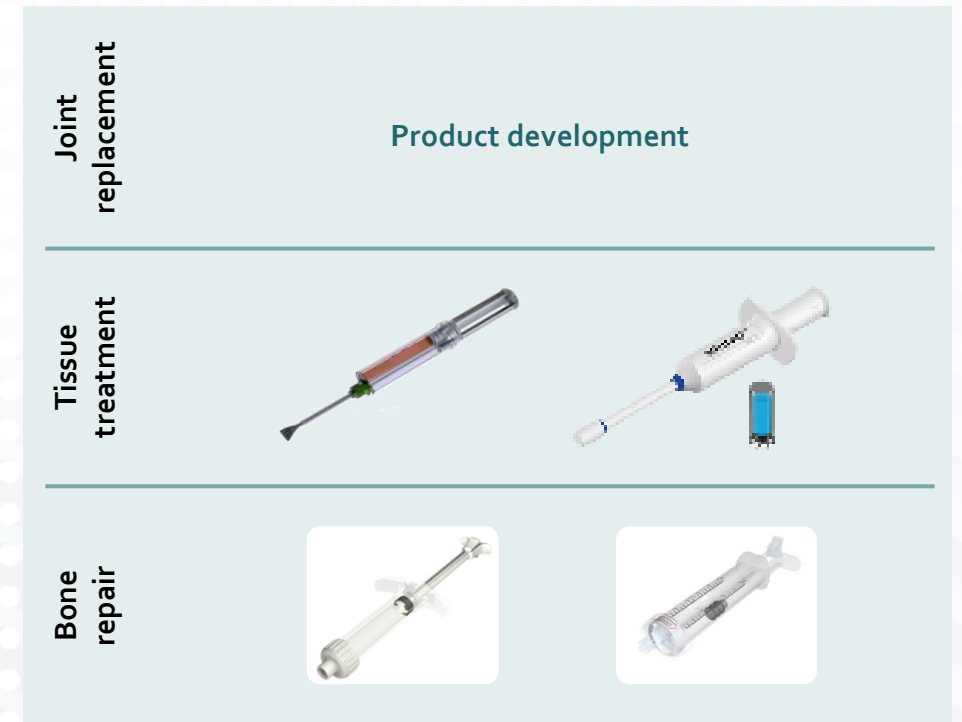 Joint
replacement
Product development
Tissue
treatment
Bone
repair